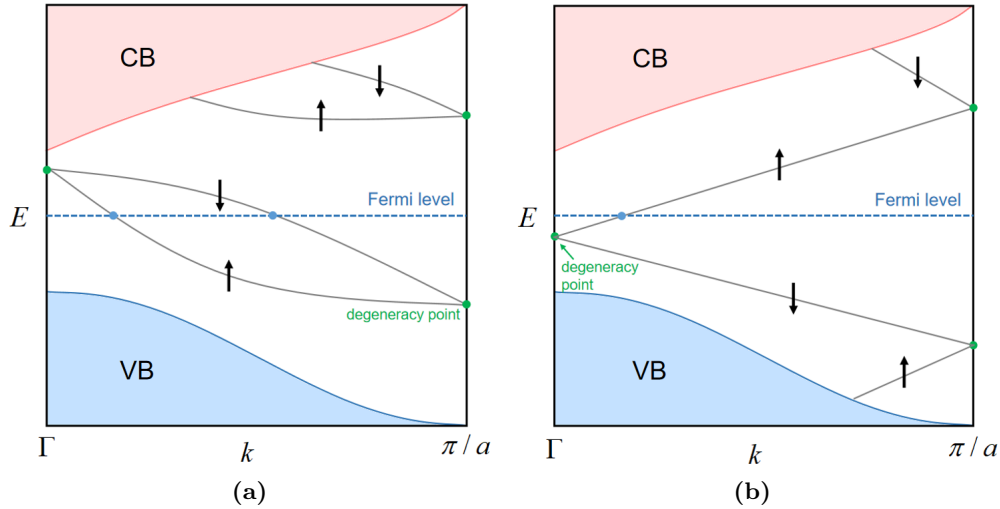 CB
Fermi level
E
degeneracy point
VB
Γ
k
π / a
(a)
CB
Fermi level
E
degeneracy
point
VB
Γ
k
π / a
(b)